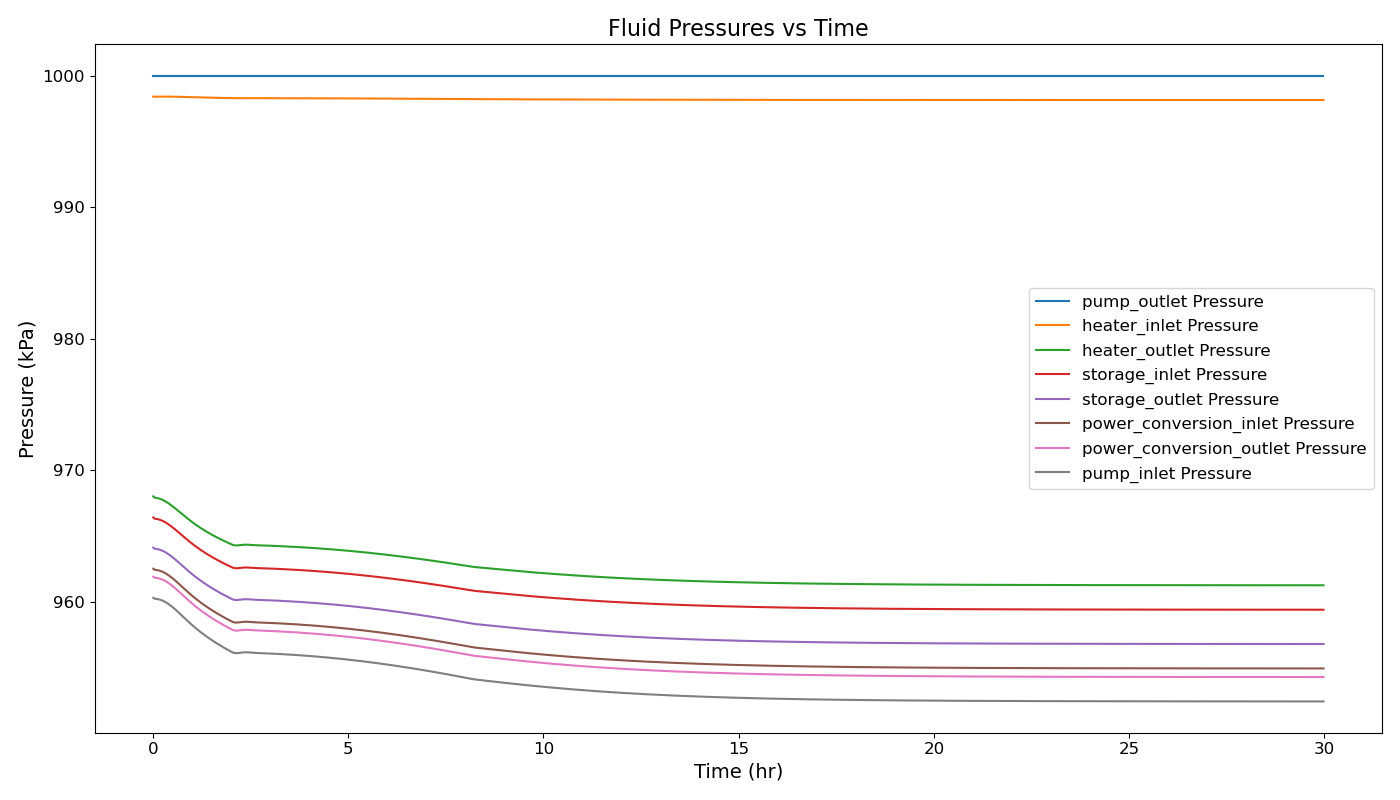 Fluid Pressures vs Time
Pressure (kPa)
1000
990
980
970
960
pump_outlet Pressure
heater_inlet Pressure
heater_outlet Pressure
storage_inlet Pressure
storage_outlet Pressure
power_conversion_inlet Pressure
power_conversion_outlet Pressure
pump_inlet Pressure
0 5 10 15 20 25 30
Time (hr)